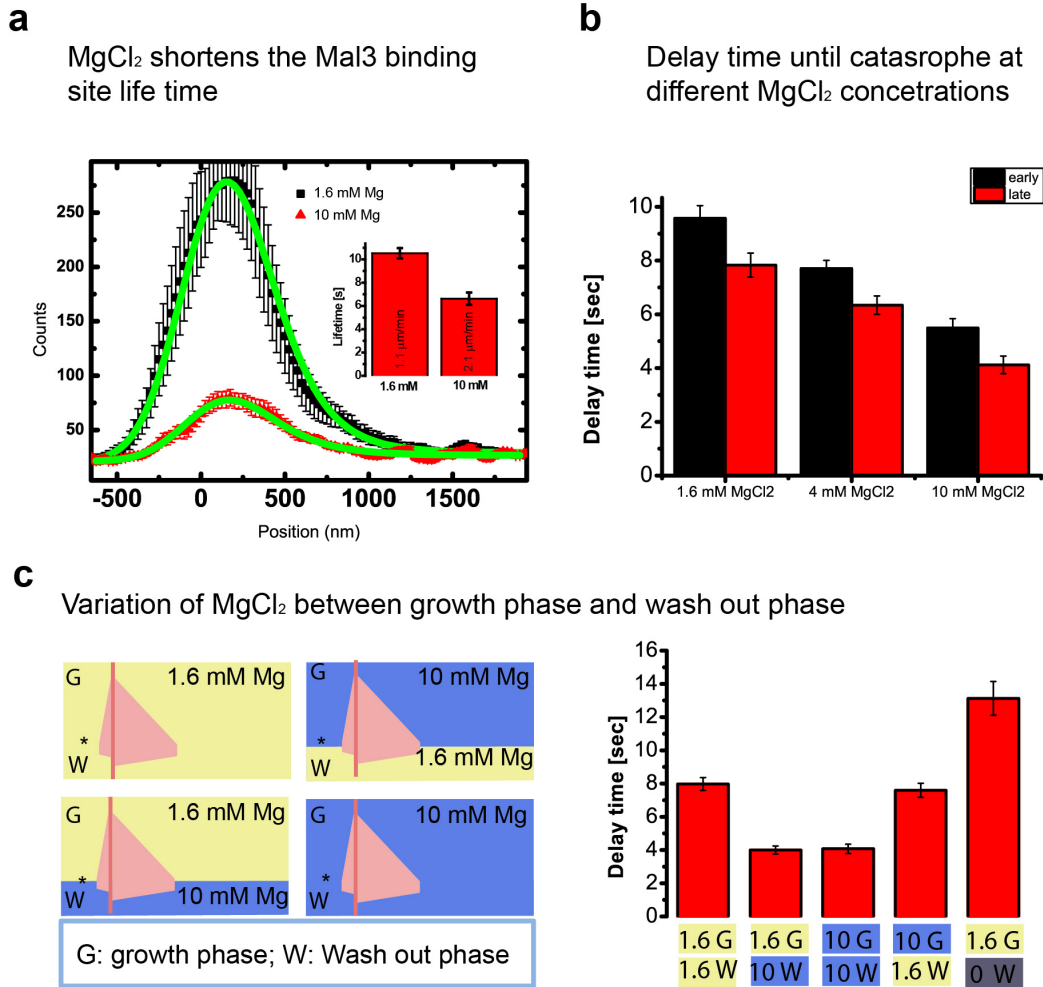 a
MgCl₂ shortens the Mal3 binding
site life time
250
200
150
100
50
Counts
-500 0 500 1000 1500
Position (nm)
1.6 mM Mg
10 mM Mg
10
8
6
4
2
0
Lifetime [s]
1.1 µm/min
2.1 µm/min
1.6 mM 10 mM
b
Delay time until catasrophe at
different MgCl₂ concetrations
early
late
10
8
6
4
2
0
Delay time [sec]
1.6 mM MgCl2 4 mM MgCl2 10 mM MgCl2
c
Variation of MgCl₂ between growth phase and wash out phase
G 1.6 mM Mg
*
W
G 10 mM Mg
*
W 1.6 mM Mg
G 1.6 mM Mg
*
W 10 mM Mg
G 10 mM Mg
*
W
G: growth phase; W: Wash out phase
16
14
12
10
8
6
4
2
0
Delay time [sec]
1.6 G 1.6 G 10 G 10 G 1.6 G
1.6 W 10 W 10 W 1.6 W 0 W